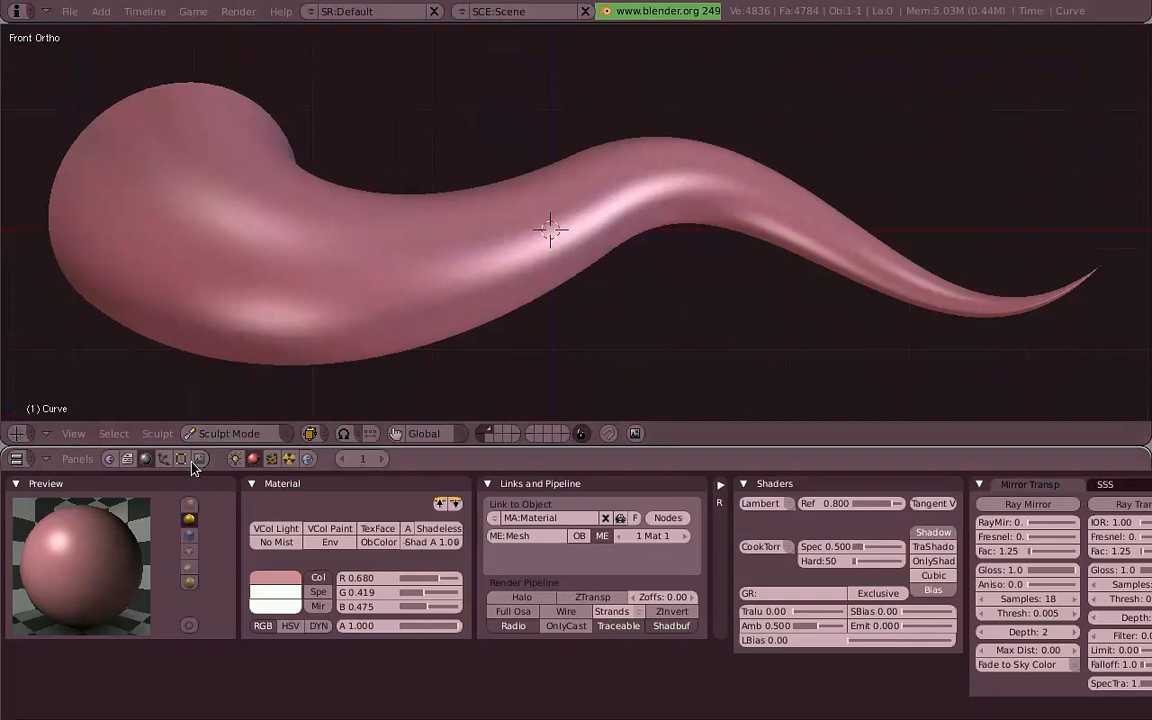 File Add Timeline Game Render Help SR:Default SCE:Scene www.blender.org 249 Ve:4836 | Fa:4784 | Ob:1-1 | La:0 | Mem:5.03M (0.44M) | Time: | Curve
Front Ortho
(1) Curve
View Select Sculpt Sculpt Mode Global
Panels 1
Preview
Material
VCol Light VCol Paint TexFace A Shadeless
No Mist Env ObColor Shad A 1.00
Col R 0.680
Spe G 0.419
Mir B 0.475
RGB HSV DYN A 1.000
Links and Pipeline
Link to Object
MA:Material F Nodes
ME:Mesh OB ME 1 Mat 1
Render Pipeline
Halo ZTransp Zoffs: 0.00
Full Osa Wire Strands ZInvert
Radio OnlyCast Traceable Shadbuf
R
Shaders
Lambert Ref 0.800 Tangent V
Shadow
CookTorr Spec 0.500 TraShado
Hard:50 OnlyShad
Cubic
GR: Exclusive Bias
Tralu 0.00 SBias 0.00
Amb 0.500 Emit 0.000
LBias 0.00
Mirror Transp SSS
Ray Mirror Ray Tra
RayMir: 0. IOR: 1.00
Fresnel: 0. Fresnel: 0.
Fac: 1.25 Fac: 1.25
Gloss: 1.0 Gloss: 1.0
Aniso: 0.0 Samples:
Samples: 18 Thresh: 0.
Thresh: 0.005 Depth:
Depth: 2 Filter: 0.
Max Dist: 0.00 Limit: 0.00
Fade to Sky Color Falloff: 1.0
SpecTra: 1.